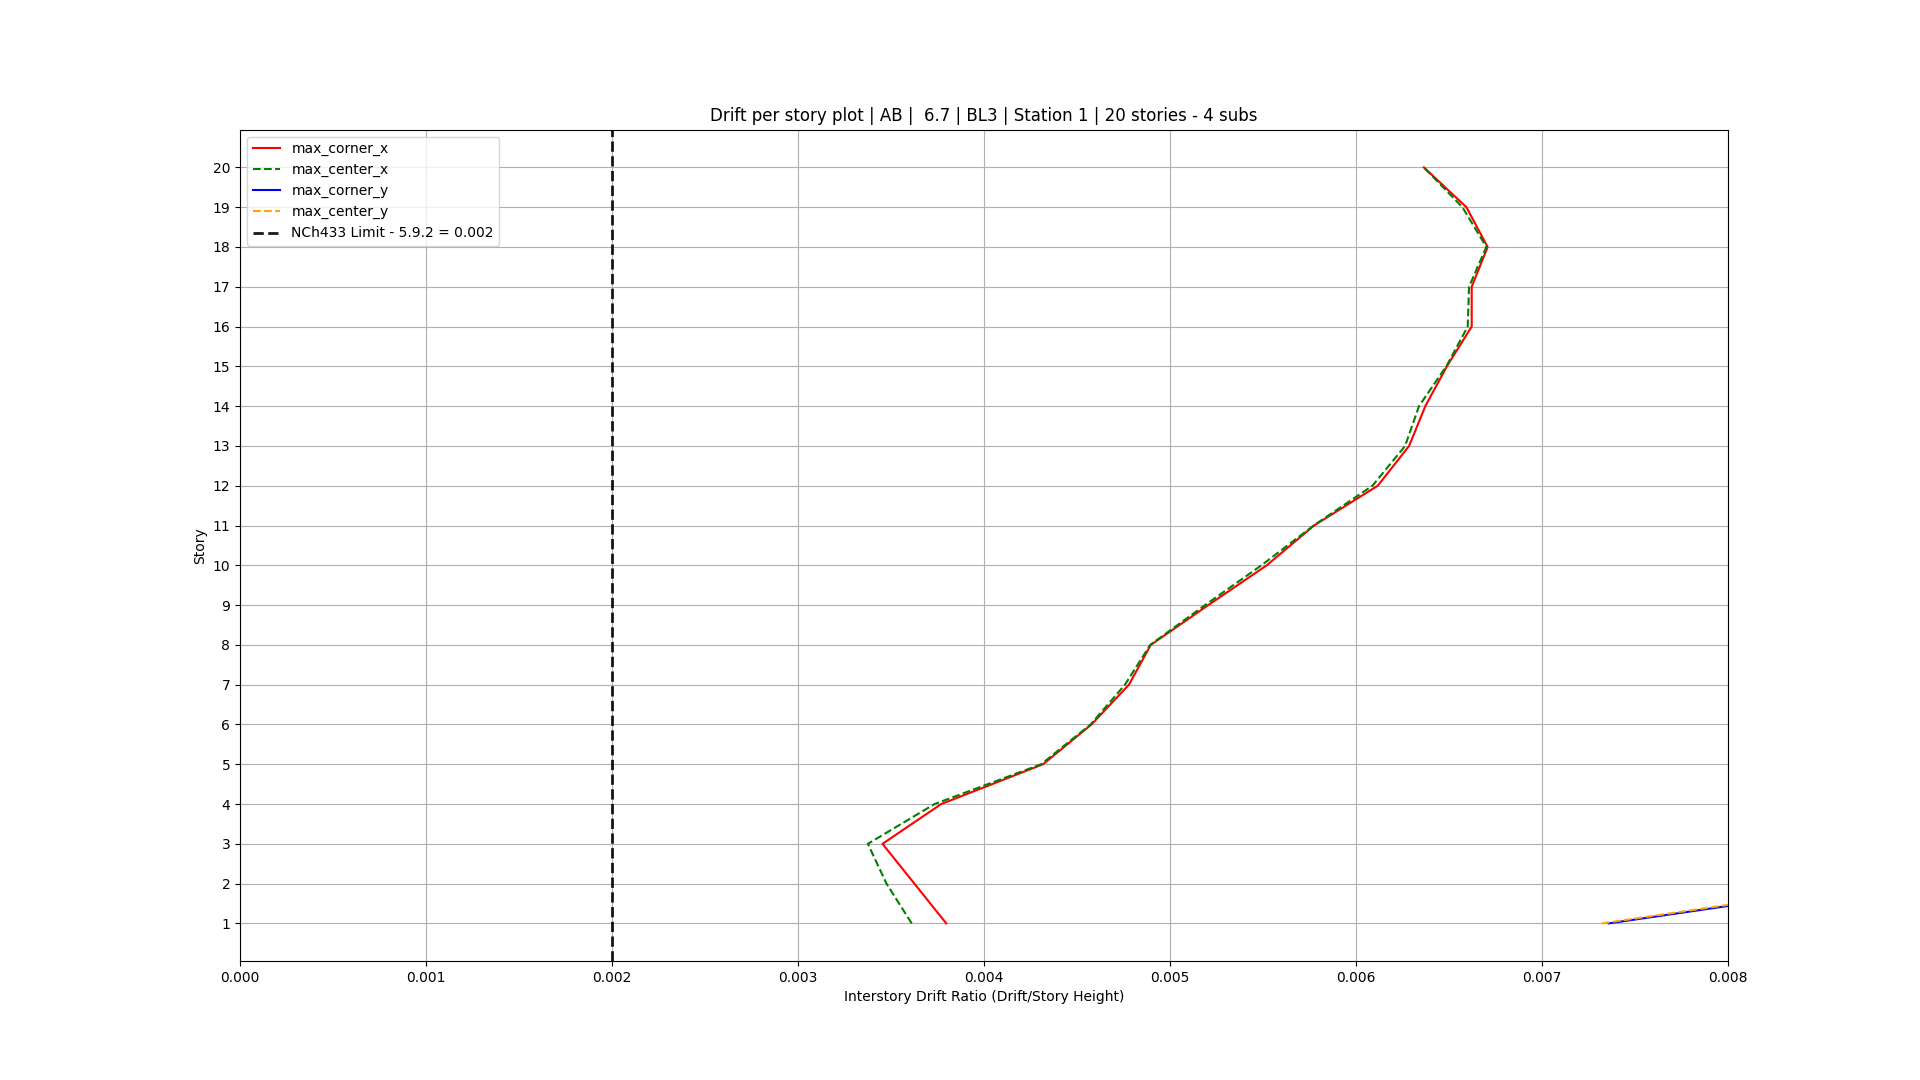 Drift per story plot | AB |  6.7 | BL3 | Station 1 | 20 stories - 4 subs
max_corner_x
max_center_x
max_corner_y
max_center_y
NCh433 Limit - 5.9.2 = 0.002
20
19
18
17
16
15
14
13
12
11
10
9
8
7
6
5
4
3
2
1
Story
0.000 0.001 0.002 0.003 0.004 0.005 0.006 0.007 0.008
Interstory Drift Ratio (Drift/Story Height)